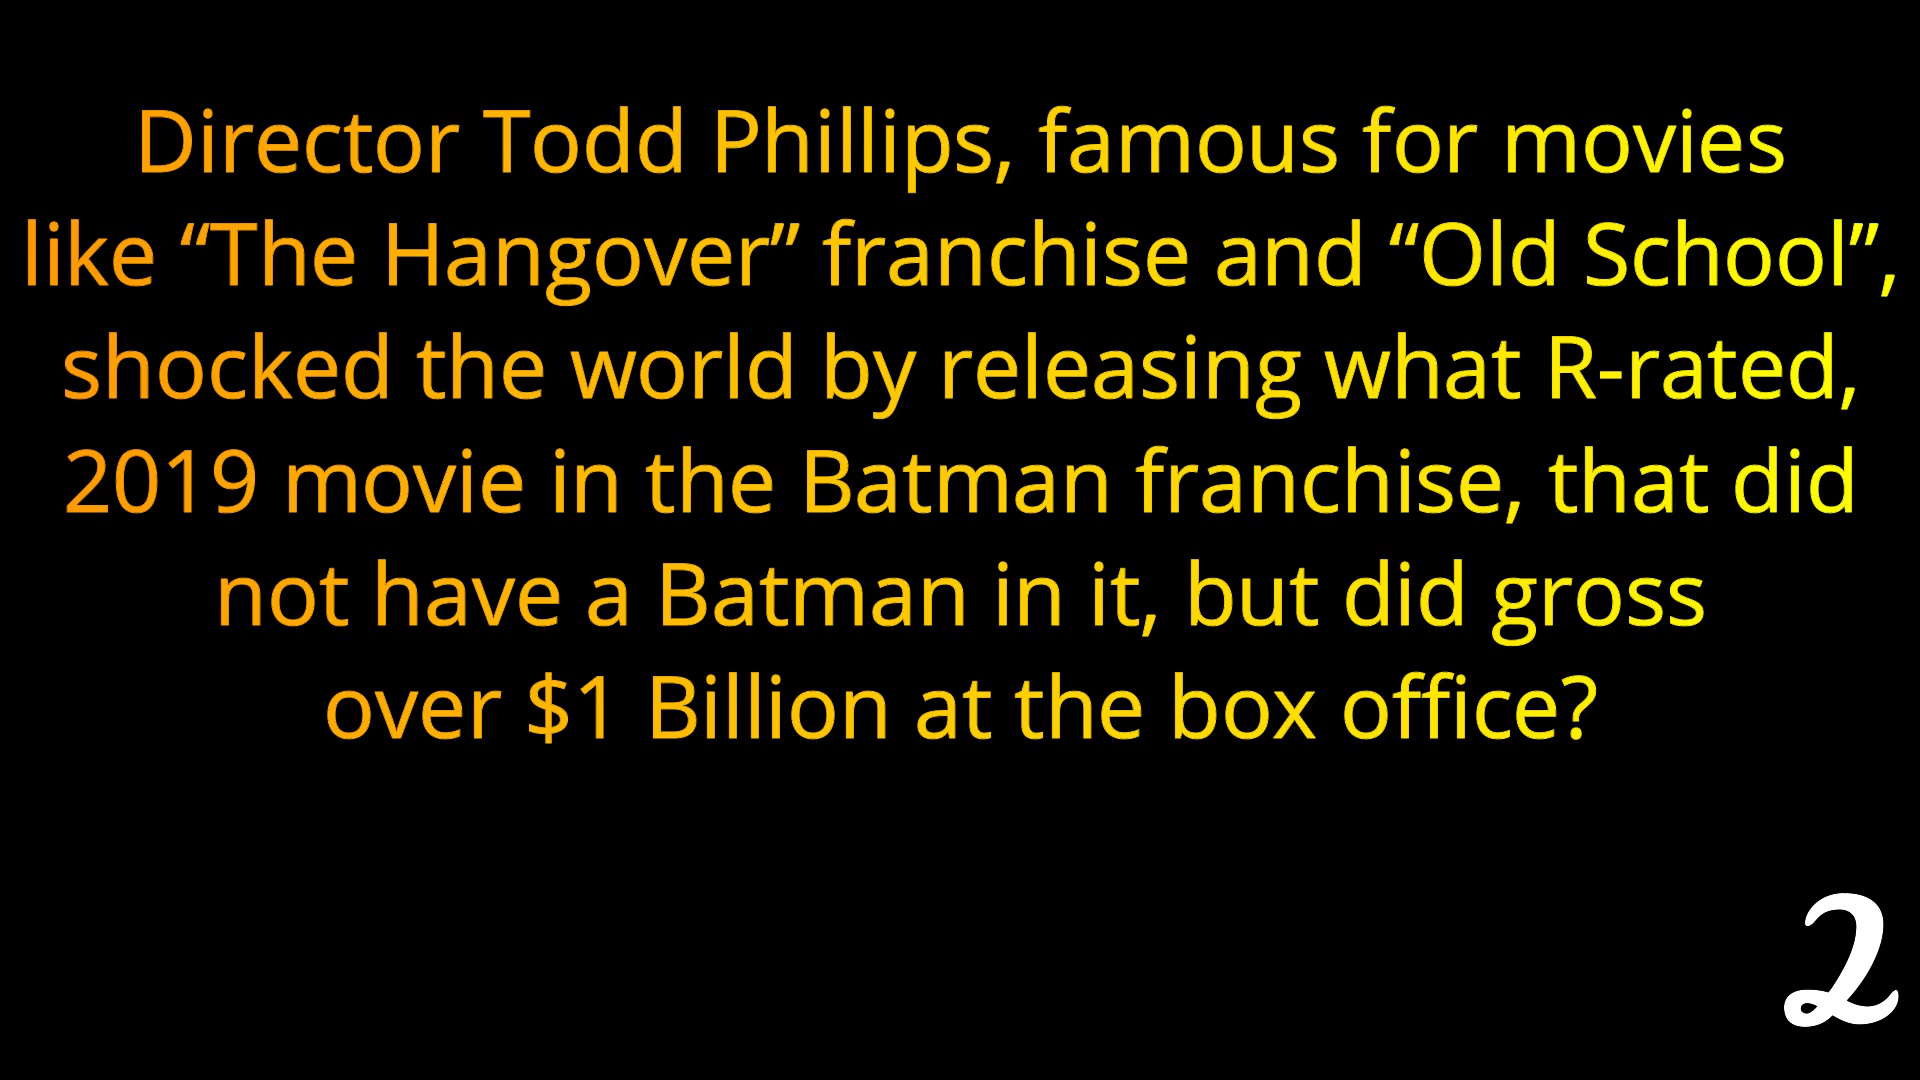 Director Todd Phillips, famous for movies
like “The Hangover” franchise and “Old School”,
shocked the world by releasing what R-rated,
2019 movie in the Batman franchise, that did
not have a Batman in it, but did gross
over $1 Billion at the box office?
2